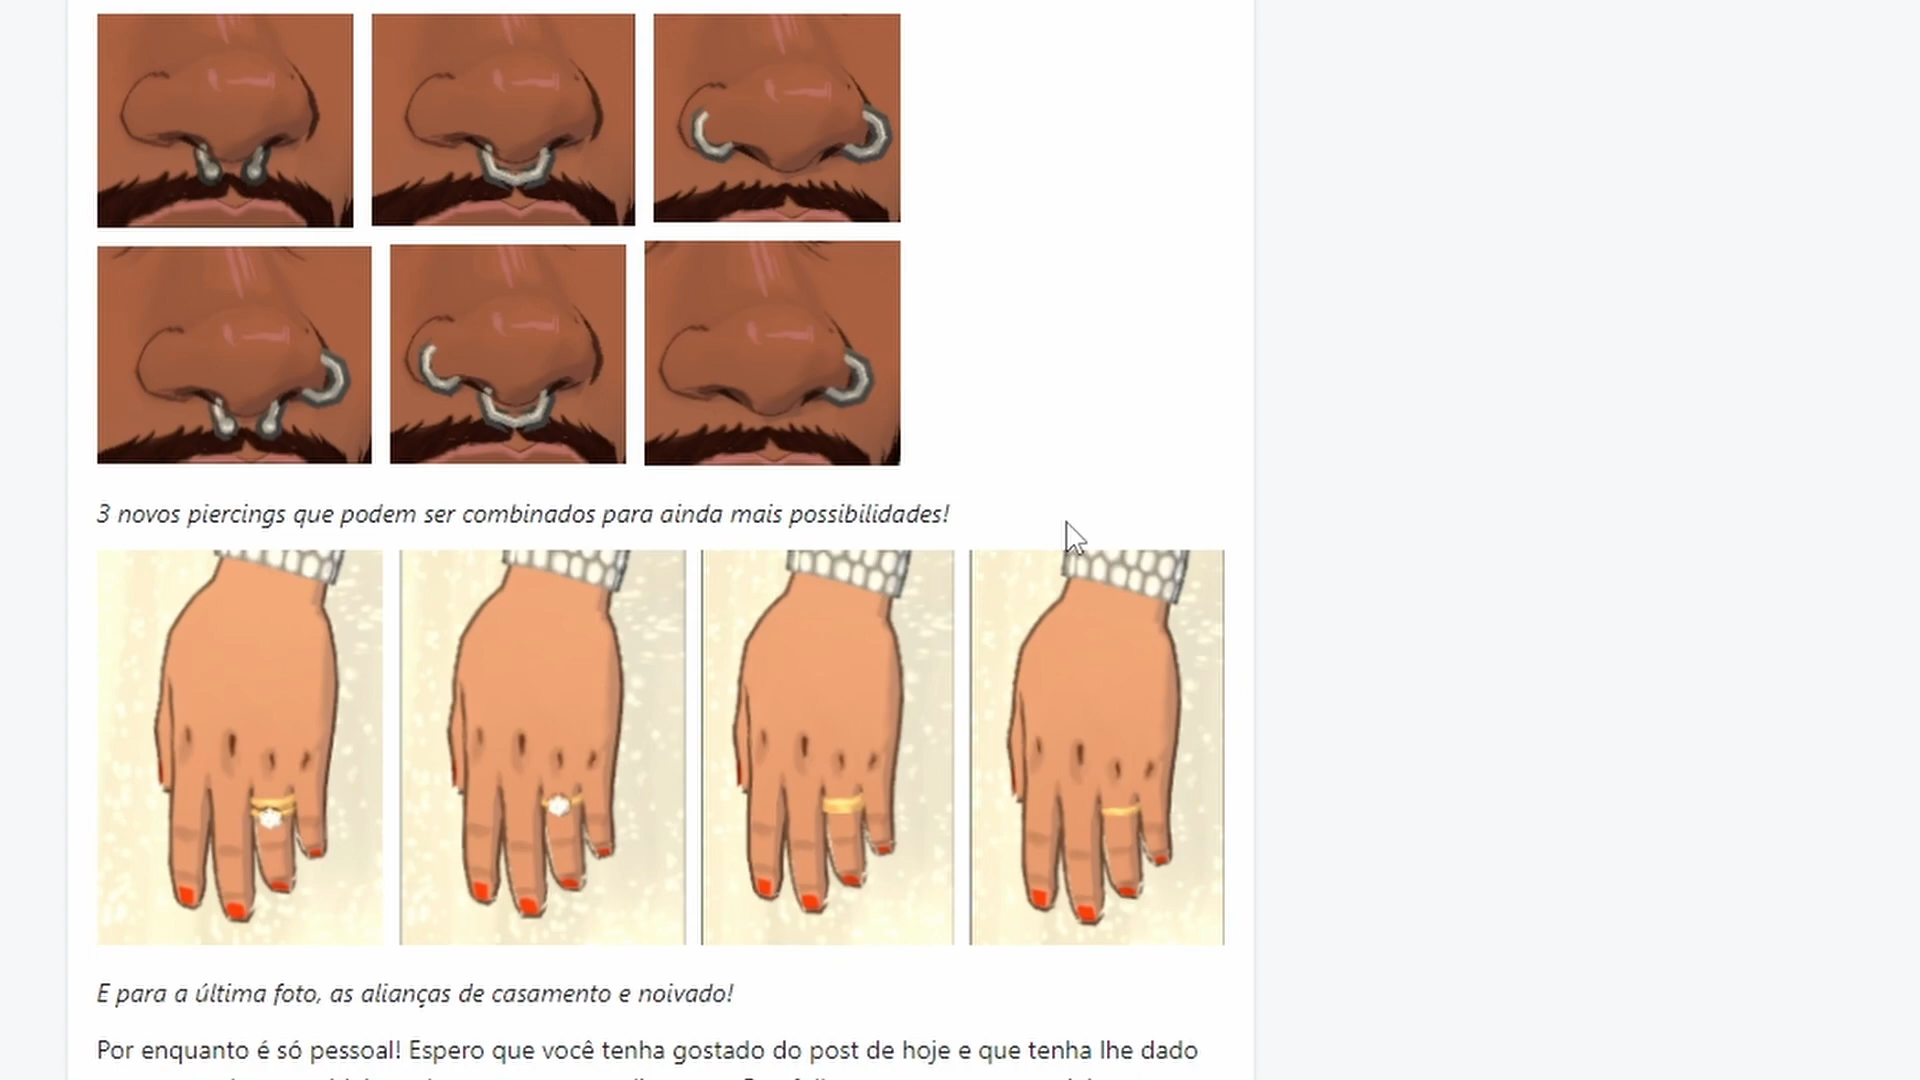 3 novos piercings que podem ser combinados para ainda mais possibilidades!
E para a última foto, as alianças de casamento e noivado!
Por enquanto é só pessoal! Espero que você tenha gostado do post de hoje e que tenha lhe dado